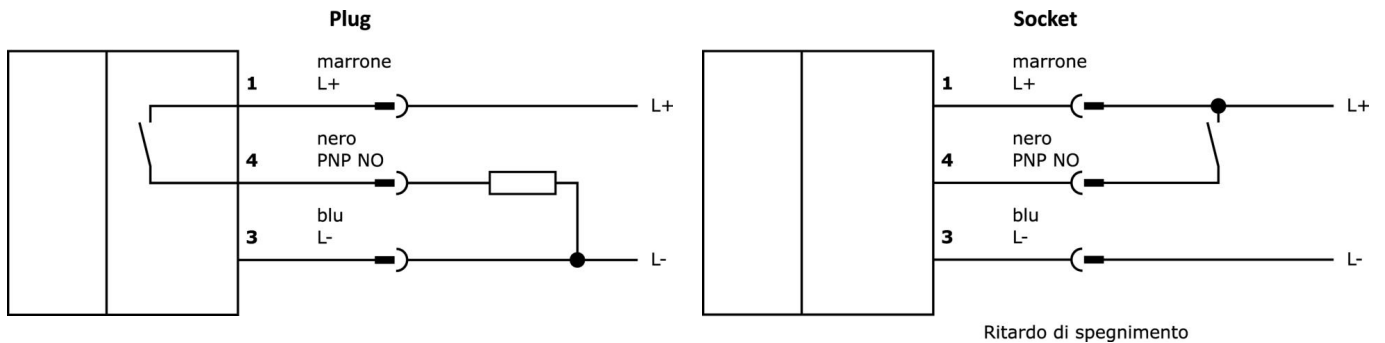 Plug
marrone
1
L+
L+
nero
4
PNP NO
blu
3
L-
L-
Socket
marrone
1
L+
L+
nero
4
PNP NO
blu
3
L-
L-
Ritardo di spegnimento